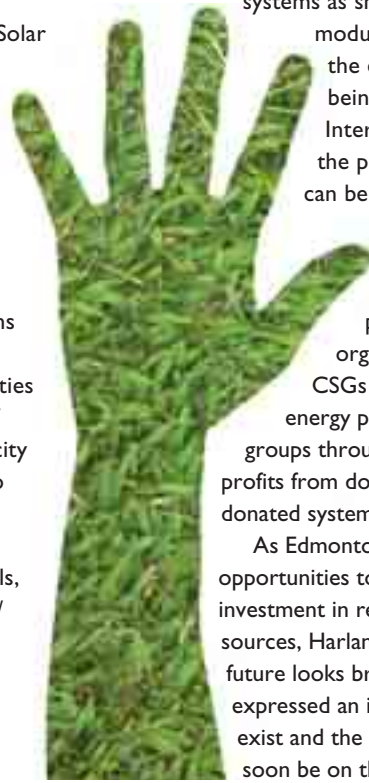 Solar
ns
ties
city
ls,
systems as sh
modu
the
bein
Inter
the p
can be
p
org
CSGs
energy p
groups throu
profits from do
donated system
As Edmonto
opportunities to
investment in re
sources, Harlan
future looks br
expressed an i
exist and the
soon be on th